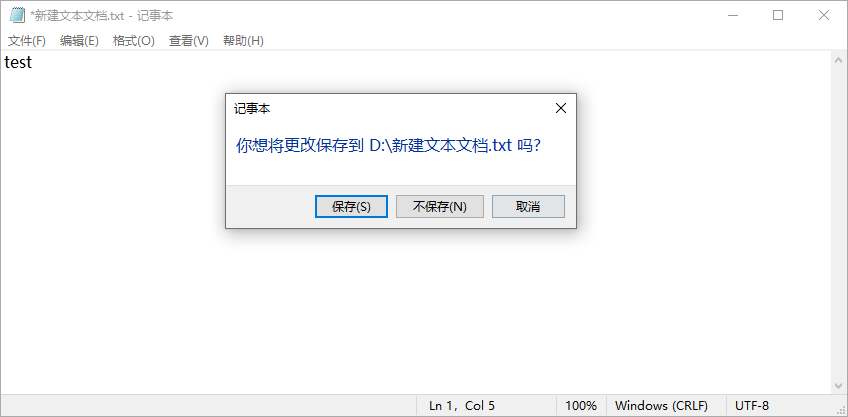 *新建文本文档.txt - 记事本
文件(F) 编辑(E) 格式(O) 查看(V) 帮助(H)
test
记事本
你想将更改保存到 D:\新建文本文档.txt 吗?
保存(S) 不保存(N) 取消
Ln 1，Col 5 100% Windows (CRLF) UTF-8